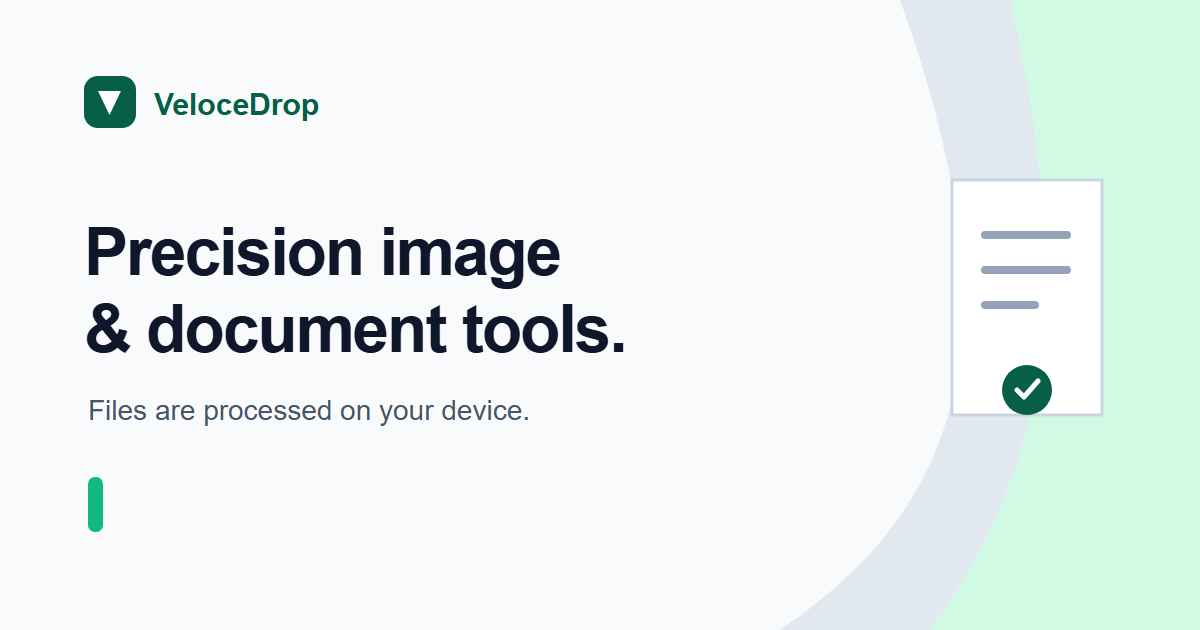 VeloceDrop
Precision image
& document tools.
Files are processed on your device.